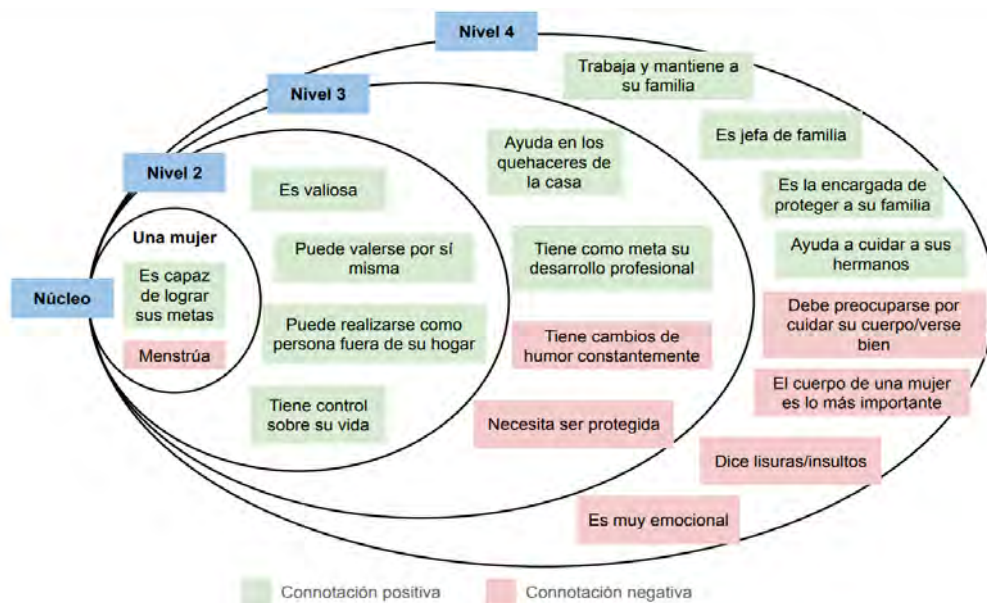 Nivel 4
Trabaja y mantiene a
su familia
Nivel 3
Es jefa de familia
Ayuda en los
quehaceres de
la casa
Nivel 2
Es valiosa
Es la encargada de
proteger a su familia
Una mujer
Puede valerse por sí
misma
Tiene como meta su
desarrollo profesional
Ayuda a cuidar a sus
hermanos
Núcleo
Es capaz
de lograr
sus metas
Puede realizarse como
persona fuera de su hogar
Tiene cambios de
humor constantemente
Debe preocuparse por
cuidar su cuerpo/verse
bien
Menstrúa
El cuerpo de una mujer
es lo más importante
Tiene control
sobre su vida
Necesita ser protegida
Dice lisuras/insultos
Es muy emocional
Connotación positiva
Connotación negativa